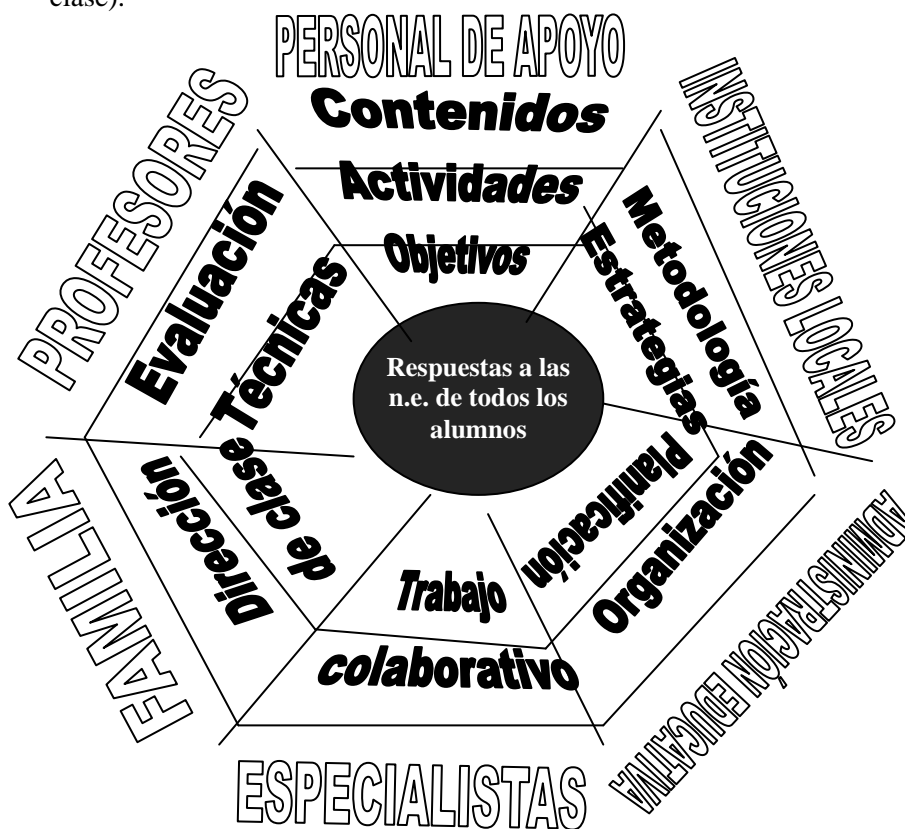 clase).
PERSONAL DE APOYO
Contenidos
Actividades
Objetivos
INSTITUCIONES LOCALES
Metodología
Estrategias
PROFESORES
Evaluación
Técnicas
de clase
Respuestas a las
n.e. de todos los
alumnos
Planificación
Organización
ADMINISTRACIÓN EDUCATIVA
FAMILIA
Dirección
Trabajo
colaborativo
ESPECIALISTAS